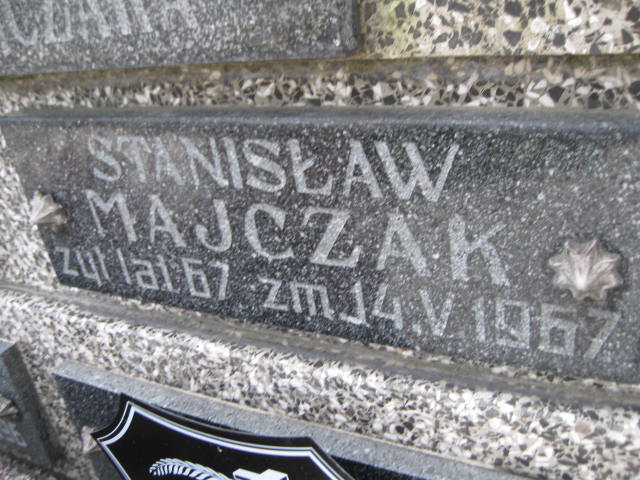 STANISŁAW
MAJCZAK
żył lat 67 zm.14.V 1967